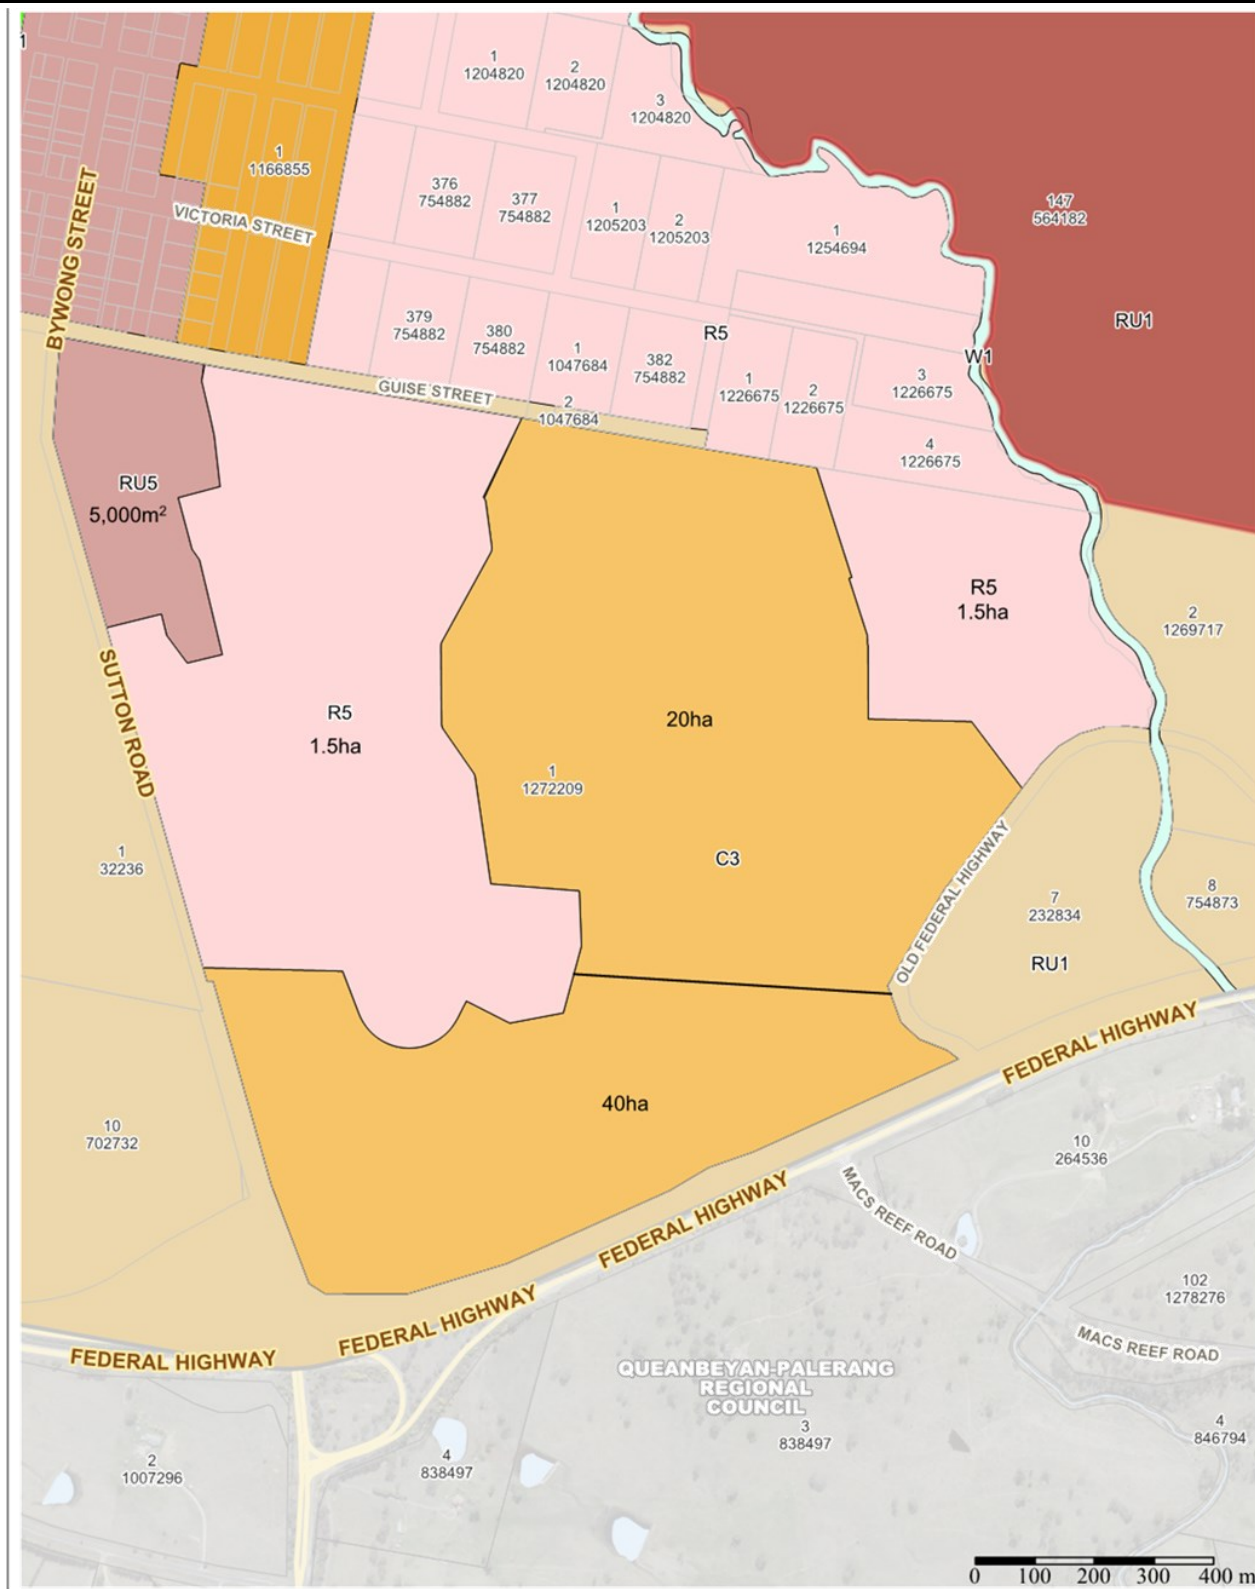 1
1
1204820
2
1204820
3
1204820
1
1166855
VICTORIA STREET
BYWONG STREET
376
754882
377
754882
1
1205203
2
1205203
1
1254694
147
564182
RU1
379
754882
380
754882
1
1047684
382
754882
R5
W1
1
1226675
2
1226675
3
1226675
GUISE STREET
2
1047684
4
1226675
RU5
5,000m²
R5
1.5ha
2
1269717
SUTTON ROAD
R5
1.5ha
20ha
1
1272209
C3
1
32236
OLD FEDERAL HIGHWAY
7
232834
8
754873
RU1
FEDERAL HIGHWAY
40ha
10
702732
10
264536
MACS REEF ROAD
FEDERAL HIGHWAY
102
1278276
FEDERAL HIGHWAY
MACS REEF ROAD
FEDERAL HIGHWAY
QUEANBEYAN-PALERANG
REGIONAL
COUNCIL
3
838497
4
846794
2
1007296
4
838497
0 100 200 300 400 m